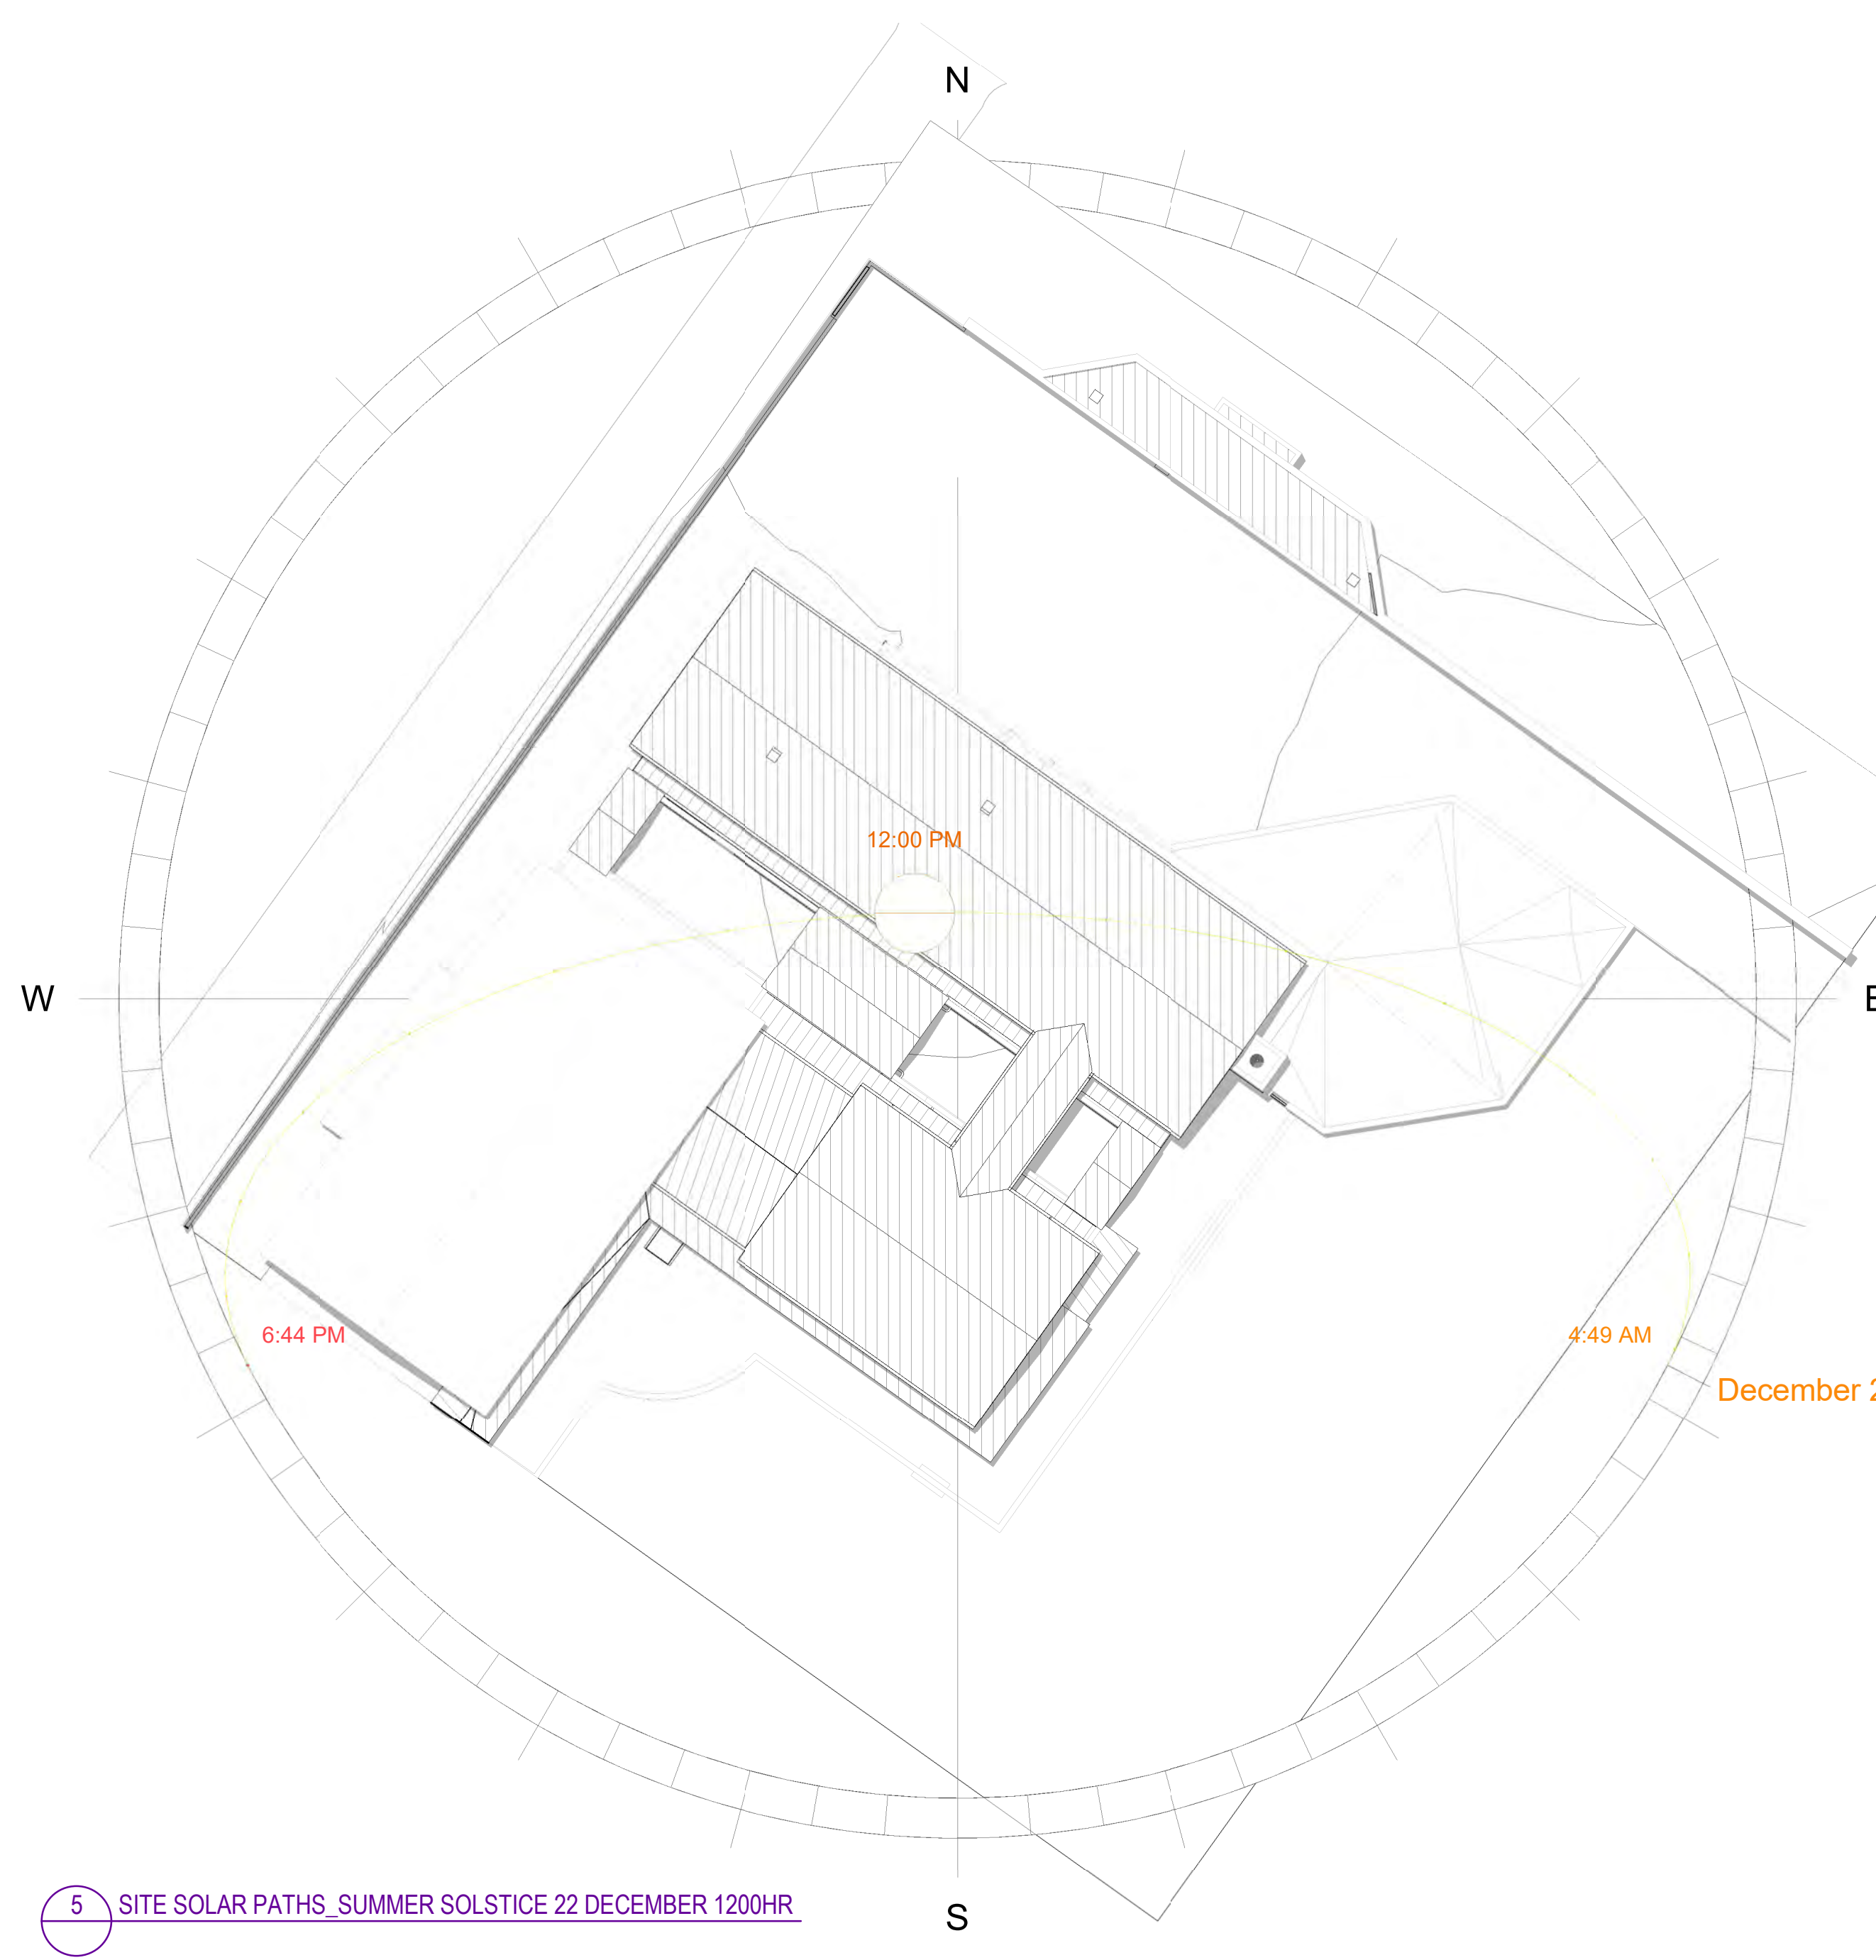 N
12:00 PM
W
E
6:44 PM
4:49 AM
December 2
5
SITE SOLAR PATHS_SUMMER SOLSTICE 22 DECEMBER 1200HR
S